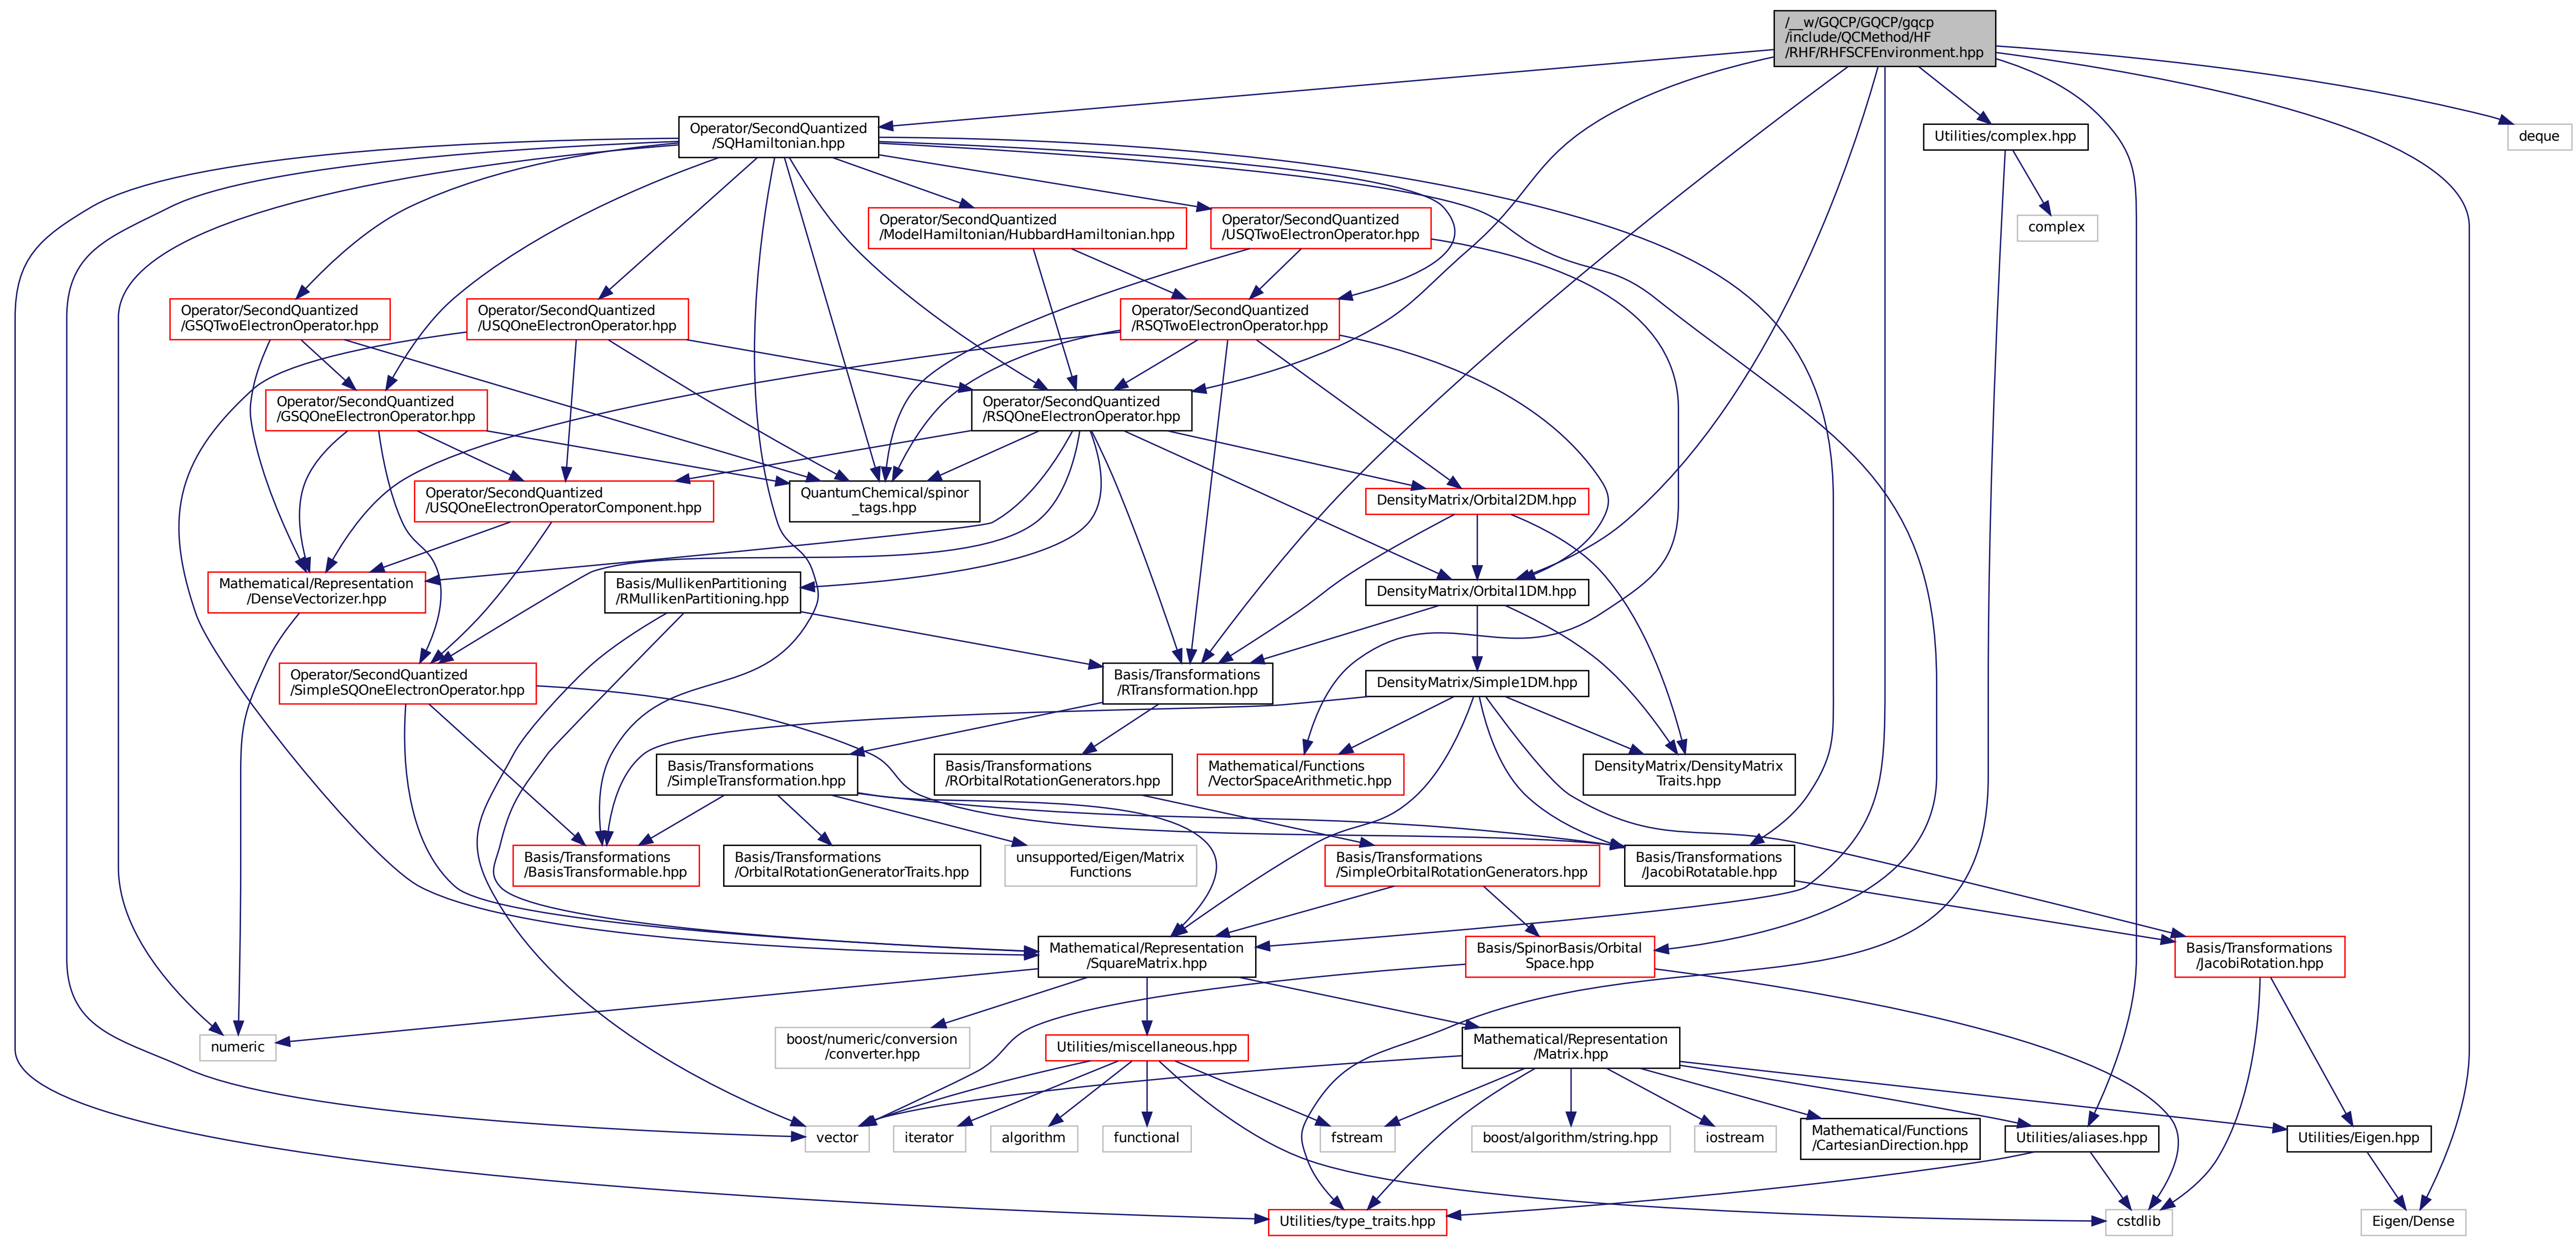 /__w/GQCP/GQCP/gqcp
/include/QCMethod/HF
/RHF/RHFSCFEnvironment.hpp
Operator/SecondQuantized
/SQHamiltonian.hpp
Utilities/complex.hpp
deque
Operator/SecondQuantized
/ModelHamiltonian/HubbardHamiltonian.hpp
Operator/SecondQuantized
/USQTwoElectronOperator.hpp
complex
Operator/SecondQuantized
/GSQTwoElectronOperator.hpp
Operator/SecondQuantized
/USQOneElectronOperator.hpp
Operator/SecondQuantized
/RSQTwoElectronOperator.hpp
Operator/SecondQuantized
/GSQOneElectronOperator.hpp
Operator/SecondQuantized
/RSQOneElectronOperator.hpp
Operator/SecondQuantized
/USQOneElectronOperatorComponent.hpp
QuantumChemical/spinor
_tags.hpp
DensityMatrix/Orbital2DM.hpp
Mathematical/Representation
/DenseVectorizer.hpp
Basis/MullikenPartitioning
/RMullikenPartitioning.hpp
DensityMatrix/Orbital1DM.hpp
Operator/SecondQuantized
/SimpleSQOneElectronOperator.hpp
Basis/Transformations
/RTransformation.hpp
DensityMatrix/Simple1DM.hpp
Basis/Transformations
/SimpleTransformation.hpp
Basis/Transformations
/ROrbitalRotationGenerators.hpp
Mathematical/Functions
/VectorSpaceArithmetic.hpp
DensityMatrix/DensityMatrix
Traits.hpp
Basis/Transformations
/BasisTransformable.hpp
Basis/Transformations
/OrbitalRotationGeneratorTraits.hpp
unsupported/Eigen/Matrix
Functions
Basis/Transformations
/SimpleOrbitalRotationGenerators.hpp
Basis/Transformations
/JacobiRotatable.hpp
Mathematical/Representation
/SquareMatrix.hpp
Basis/SpinorBasis/Orbital
Space.hpp
Basis/Transformations
/JacobiRotation.hpp
numeric
boost/numeric/conversion
/converter.hpp
Utilities/miscellaneous.hpp
Mathematical/Representation
/Matrix.hpp
vector
iterator
algorithm
functional
fstream
boost/algorithm/string.hpp
iostream
Mathematical/Functions
/CartesianDirection.hpp
Utilities/aliases.hpp
Utilities/Eigen.hpp
Utilities/type_traits.hpp
cstdlib
Eigen/Dense